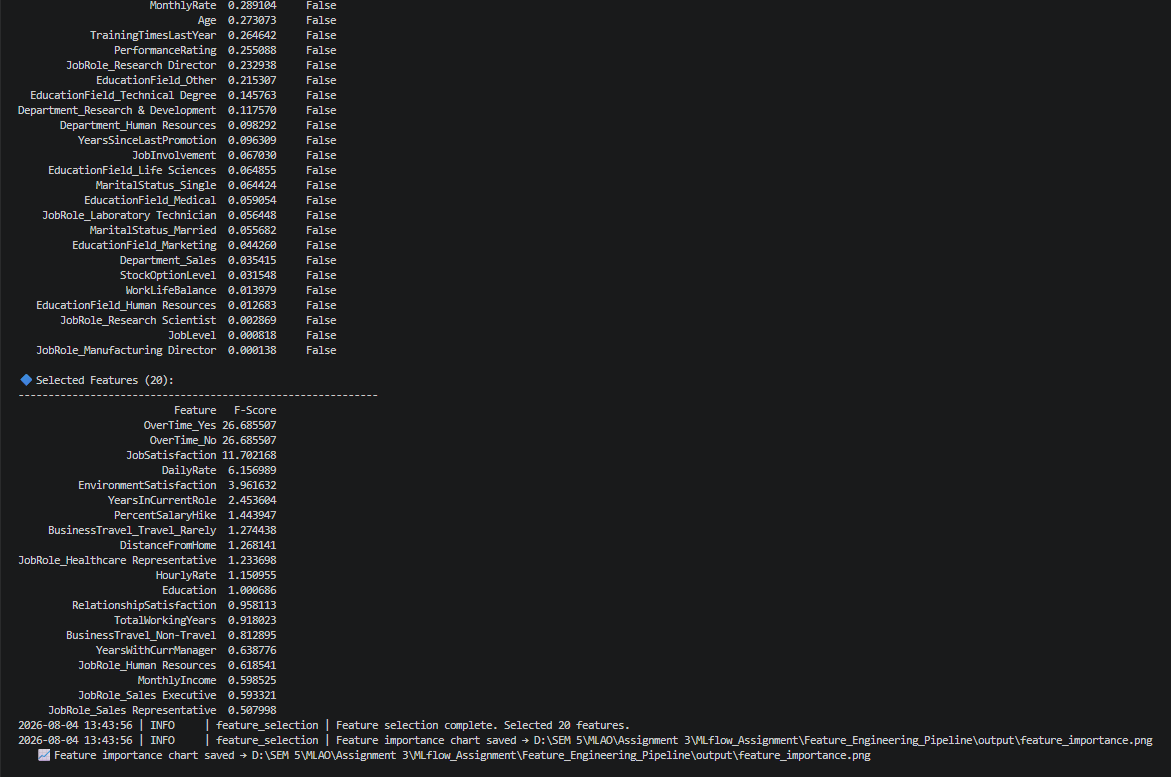 MonthlyRate 0.289104 False
Age 0.273073 False
TrainingTimesLastYear 0.264642 False
PerformanceRating 0.255088 False
JobRole_Research Director 0.232938 False
EducationField_Other 0.215307 False
EducationField_Technical Degree 0.145763 False
Department_Research & Development 0.117570 False
Department_Human Resources 0.098292 False
YearsSinceLastPromotion 0.096309 False
JobInvolvement 0.067030 False
EducationField_Life Sciences 0.064855 False
MaritalStatus_Single 0.064424 False
EducationField_Medical 0.059054 False
JobRole_Laboratory Technician 0.056448 False
MaritalStatus_Married 0.055682 False
EducationField_Marketing 0.044260 False
Department_Sales 0.035415 False
StockOptionLevel 0.031548 False
WorkLifeBalance 0.013979 False
EducationField_Human Resources 0.012683 False
JobRole_Research Scientist 0.002869 False
JobLevel 0.000818 False
JobRole_Manufacturing Director 0.000138 False
🔷 Selected Features (20):
------------------------------------------------------------
Feature F-Score
OverTime_Yes 26.685507
OverTime_No 26.685507
JobSatisfaction 11.702168
DailyRate 6.156989
EnvironmentSatisfaction 3.961632
YearsInCurrentRole 2.453604
PercentSalaryHike 1.443947
BusinessTravel_Travel_Rarely 1.274438
DistanceFromHome 1.268141
JobRole_Healthcare Representative 1.233698
HourlyRate 1.150955
Education 1.000686
RelationshipSatisfaction 0.958113
TotalWorkingYears 0.918023
BusinessTravel_Non-Travel 0.812895
YearsWithCurrManager 0.638776
JobRole_Human Resources 0.618541
MonthlyIncome 0.598525
JobRole_Sales Executive 0.593321
JobRole_Sales Representative 0.507998
2026-08-04 13:43:56 | INFO | feature_selection | Feature selection complete. Selected 20 features.
2026-08-04 13:43:56 | INFO | feature_selection | Feature importance chart saved → D:\SEM 5\MLAO\Assignment 3\MLflow_Assignment\Feature_Engineering_Pipeline\output\feature_importance.png
📈 Feature importance chart saved → D:\SEM 5\MLAO\Assignment 3\MLflow_Assignment\Feature_Engineering_Pipeline\output\feature_importance.png